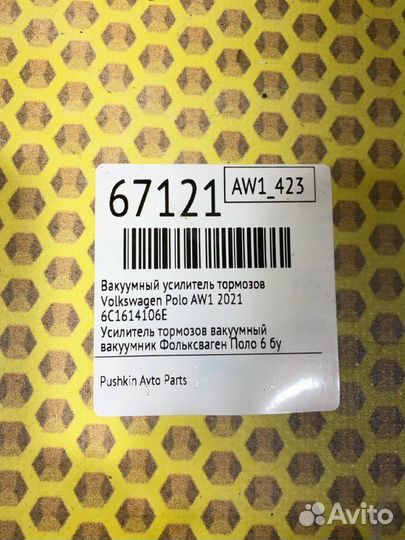 67121
AW1_423
Вакуумный усилитель тормозов
Volkswagen Polo AW1 2021
6C1614106E
Усилитель тормозов вакуумный
вакуумник Фольксваген Поло 6 бу
Pushkin Avto Parts
Avito